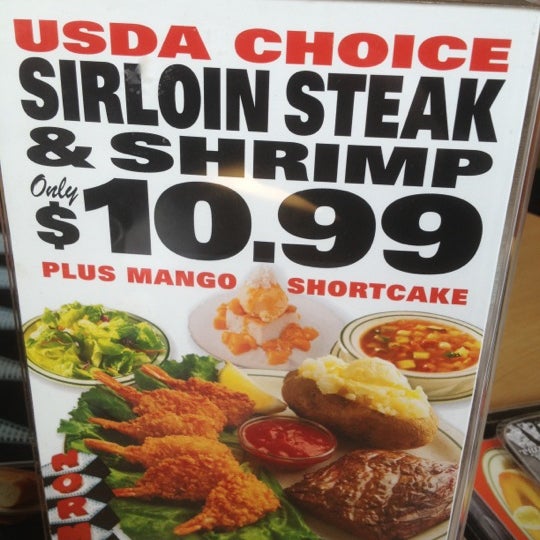 USDA CHOICE
SIRLOIN STEAK
& SHRIMP
Only
$10.99
PLUS MANGO SHORTCAKE